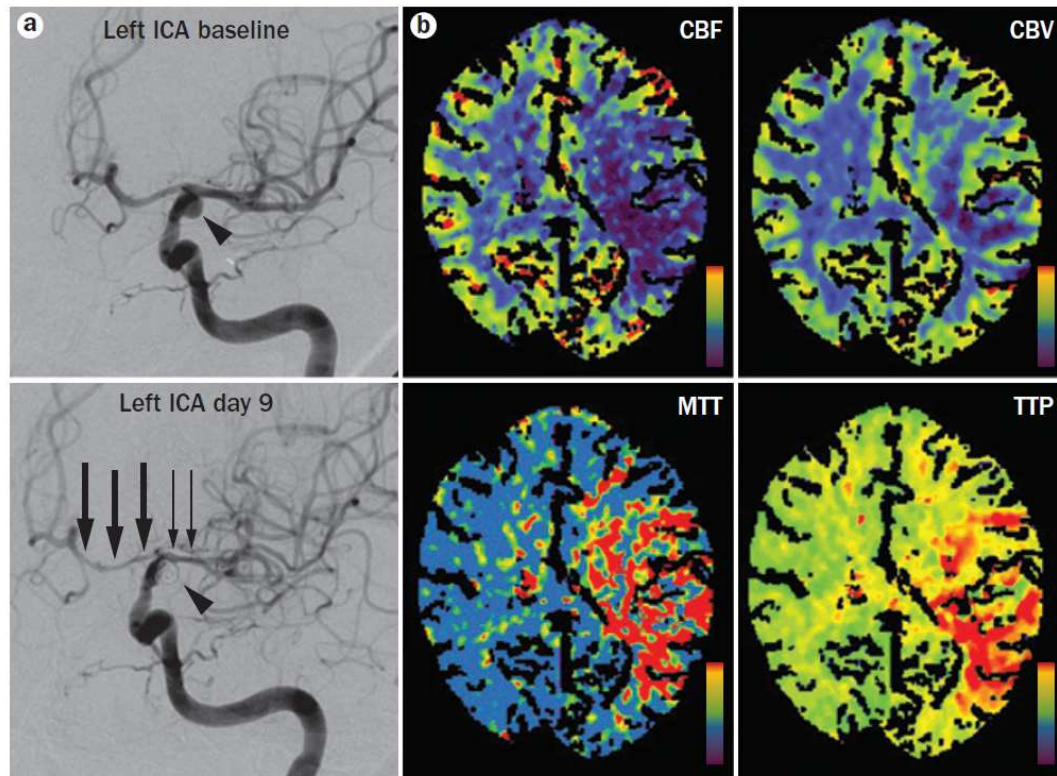 a
Left ICA baseline
b
CBF
CBV
Left ICA day 9
MTT
TTP